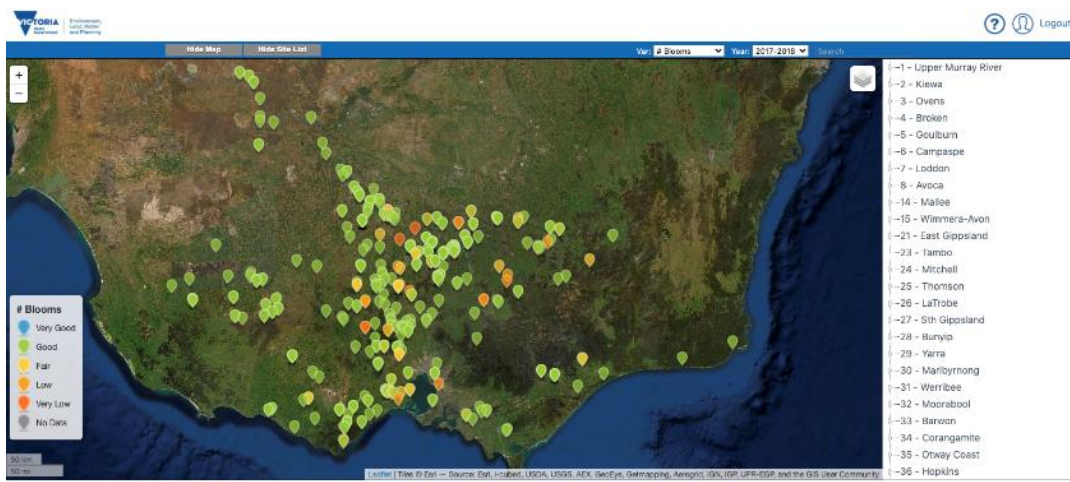 VICTORIA
State
Government
Environment,
Land, Water
and Planning
? Logout
Hide Map Hide Site List Var: # Blooms Year: 2017-2018 Search
+
−
# Blooms
Very Good
Good
Fair
Low
Very Low
No Data
50 km
50 mi
Leaflet | Tiles © Esri — Source: Esri, i-cubed, USDA, USGS, AEX, GeoEye, Getmapping, Aerogrid, IGN, IGP, UPR-EGP, and the GIS User Community
1 - Upper Murray River
2 - Kiewa
3 - Ovens
4 - Broken
5 - Goulburn
6 - Campaspe
7 - Loddon
8 - Avoca
14 - Mallee
15 - Wimmera-Avon
21 - East Gippsland
23 - Tambo
24 - Mitchell
25 - Thomson
26 - LaTrobe
27 - Sth Gippsland
28 - Bunyip
29 - Yarra
30 - Maribyrnong
31 - Werribee
32 - Moorabool
33 - Barwon
34 - Corangamite
35 - Otway Coast
36 - Hopkins